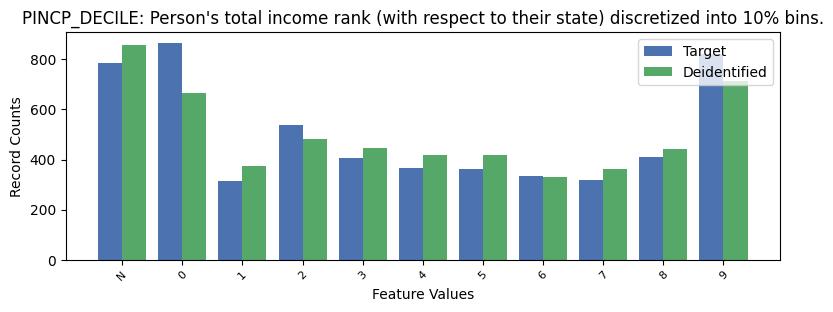 PINCP_DECILE: Person's total income rank (with respect to their state) discretized into 10% bins.
Target
Deidentified
Record Counts
800
600
400
200
0
N 0 1 2 3 4 5 6 7 8 9
Feature Values